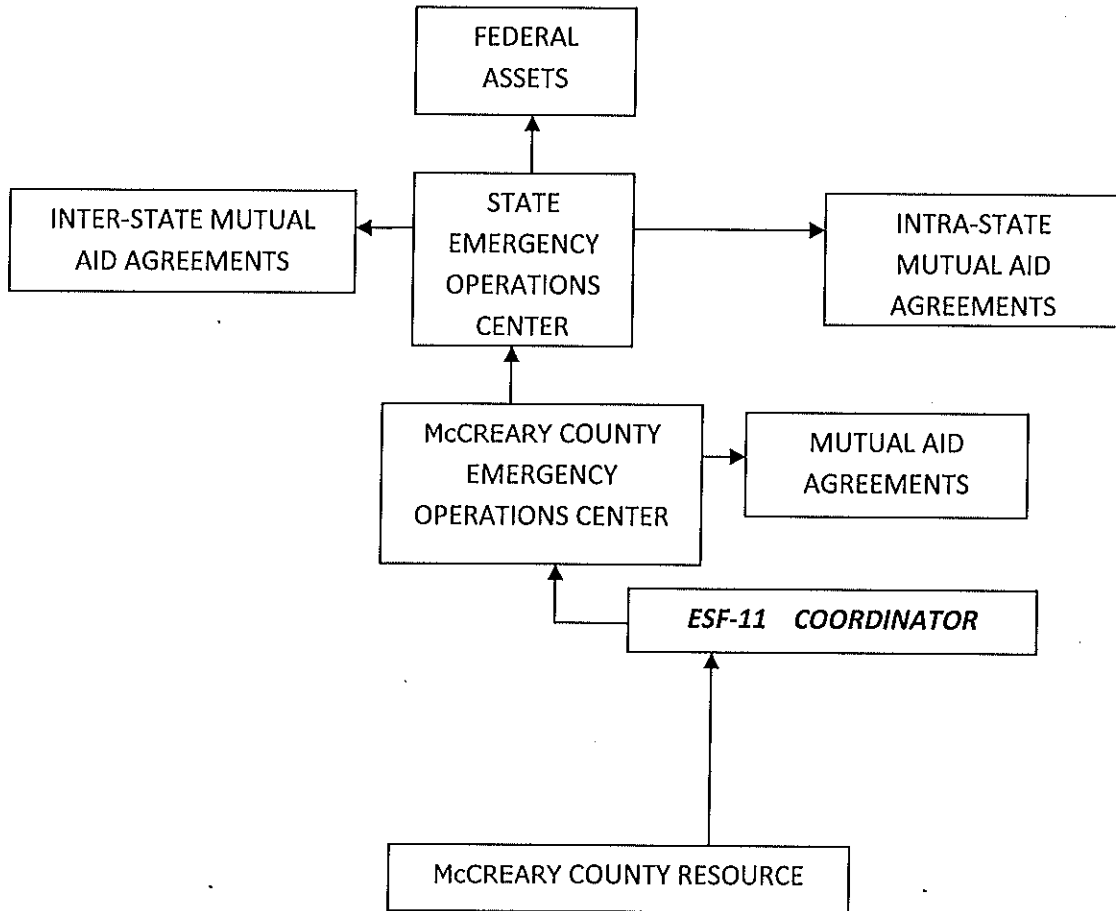 FEDERAL
ASSETS
INTER-STATE MUTUAL
AID AGREEMENTS
STATE
EMERGENCY
OPERATIONS
CENTER
INTRA-STATE
MUTUAL AID
AGREEMENTS
McCREARY COUNTY
EMERGENCY
OPERATIONS CENTER
MUTUAL AID
AGREEMENTS
ESF-11 COORDINATOR
McCREARY COUNTY RESOURCE